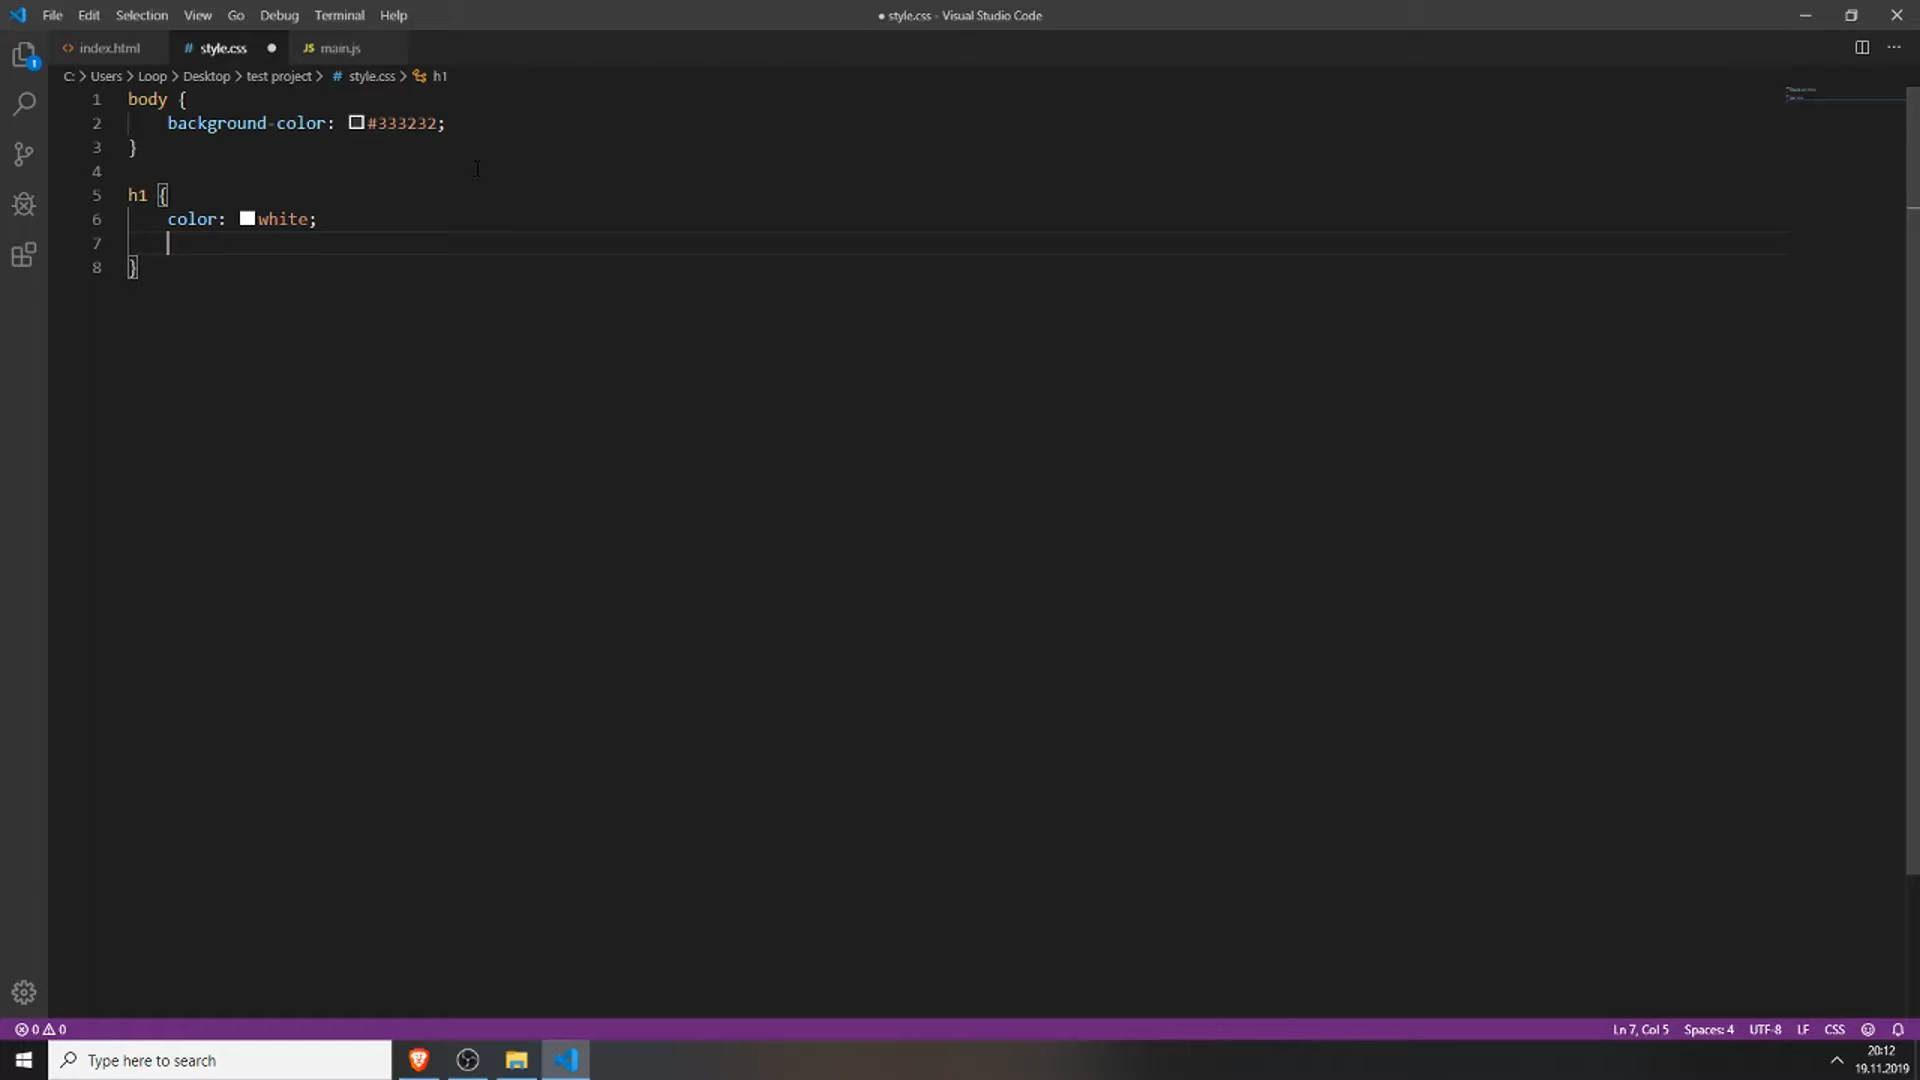 File Edit Selection View Go Debug Terminal Help
● style.css - Visual Studio Code
index.html # style.css ● JS main.js
C: > Users > Loop > Desktop > test project > # style.css > h1
1 body {
2 background-color: #333232;
3 }
4
5 h1 {
6 color: white;
7
8 }
1
0 0
Ln 7, Col 5 Spaces: 4 UTF-8 LF CSS
Type here to search
20:12
19.11.2019